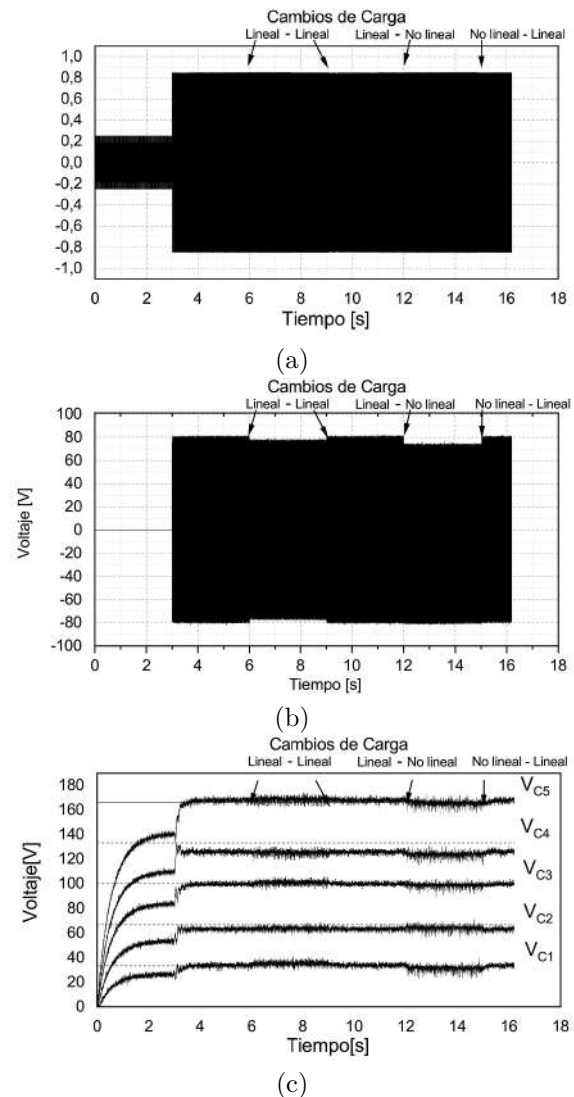 Cambios de Carga
Lineal - Lineal Lineal - No lineal No lineal - Lineal
1,0
0,8
0,6
0,4
0,2
0,0
-0,2
-0,4
-0,6
-0,8
-1,0
0 2 4 6 8 10 12 14 16 18
Tiempo [s]
(a)
Cambios de Carga
Lineal - Lineal Lineal - No lineal No lineal - Lineal
100
80
60
40
20
0
-20
-40
-60
-80
-100
Voltaje [V]
0 2 4 6 8 10 12 14 16 18
Tiempo [s]
(b)
Cambios de Carga
Lineal - Lineal Lineal - No lineal No lineal - Lineal
180
160
140
120
100
80
60
40
20
0
Voltaje[V]
VC5
VC4
VC3
VC2
VC1
0 2 4 6 8 10 12 14 16 18
Tiempo[s]
(c)